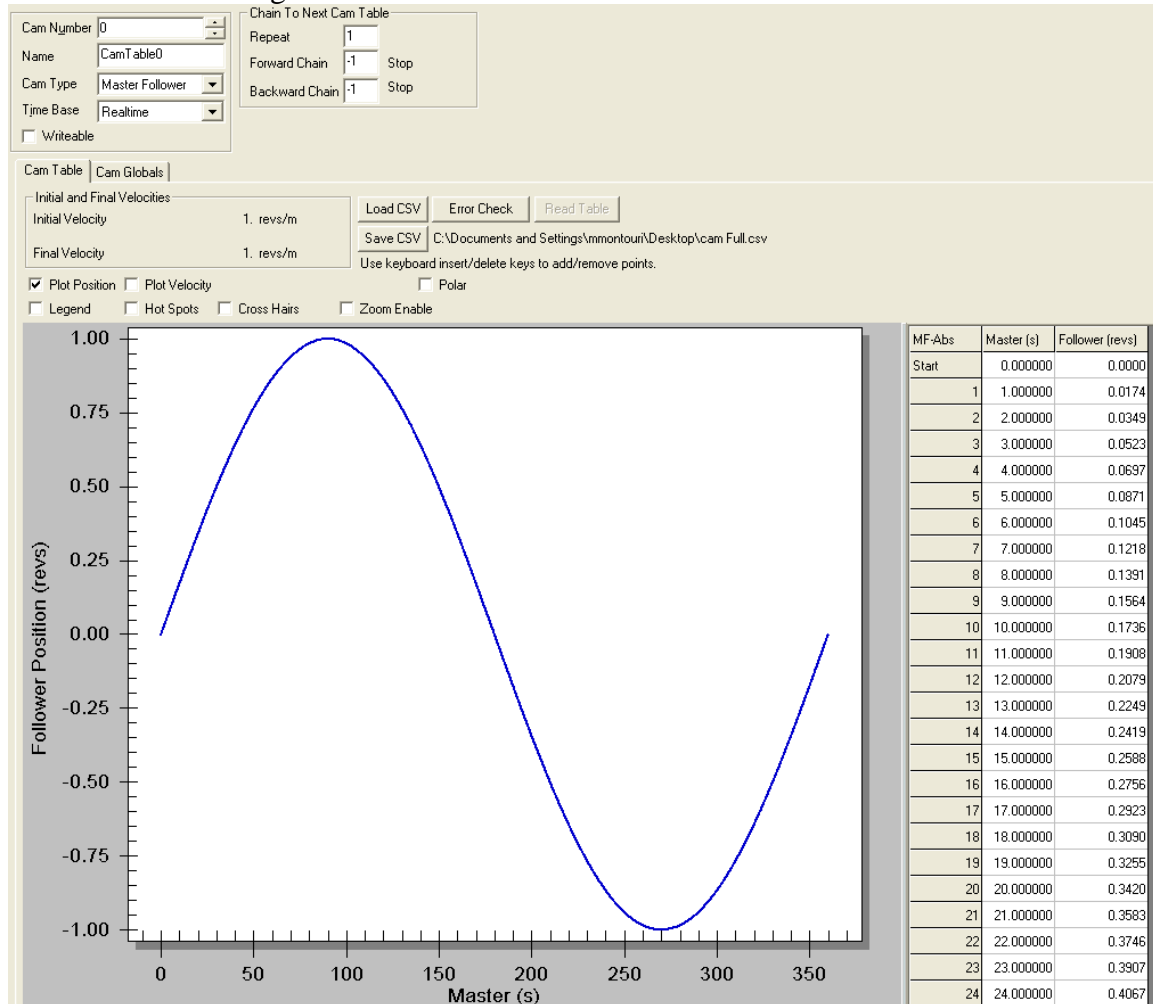 Cam Number 0
Name CamTable0
Cam Type Master Follower
Time Base Realtime
Writeable
Chain To Next Cam Table
Repeat 1
Forward Chain -1 Stop
Backward Chain -1 Stop
Cam Table Cam Globals
Initial and Final Velocities
Initial Velocity 1. revs/m
Final Velocity 1. revs/m
Load CSV Error Check Read Table
Save CSV C:\Documents and Settings\mmontouri\Desktop\cam Full.csv
Use keyboard insert/delete keys to add/remove points.
Plot Position Plot Velocity Polar
Legend Hot Spots Cross Hairs Zoom Enable
1.00
0.75
0.50
0.25
0.00
-0.25
-0.50
-0.75
-1.00
Follower Position (revs)
0 50 100 150 200 250 300 350
Master (s)
MF-Abs Master (s) Follower (revs)
Start 0.000000 0.0000
1 1.000000 0.0174
2 2.000000 0.0349
3 3.000000 0.0523
4 4.000000 0.0697
5 5.000000 0.0871
6 6.000000 0.1045
7 7.000000 0.1218
8 8.000000 0.1391
9 9.000000 0.1564
10 10.000000 0.1736
11 11.000000 0.1908
12 12.000000 0.2079
13 13.000000 0.2249
14 14.000000 0.2419
15 15.000000 0.2588
16 16.000000 0.2756
17 17.000000 0.2923
18 18.000000 0.3090
19 19.000000 0.3255
20 20.000000 0.3420
21 21.000000 0.3583
22 22.000000 0.3746
23 23.000000 0.3907
24 24.000000 0.4067